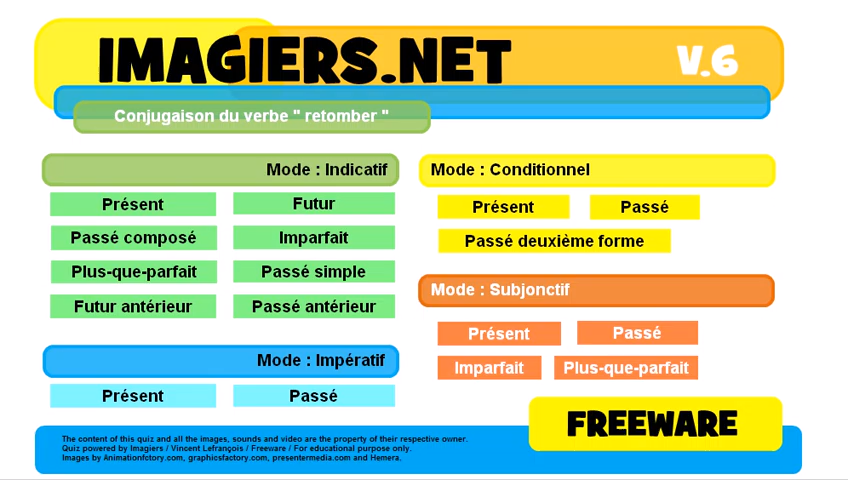 IMAGIERS.NET
V.6
Conjugaison du verbe " retomber "
Mode : Indicatif
Présent
Futur
Passé composé
Imparfait
Plus-que-parfait
Passé simple
Futur antérieur
Passé antérieur
Mode : Impératif
Présent
Passé
Mode : Conditionnel
Présent
Passé
Passé deuxième forme
Mode : Subjonctif
Présent
Passé
Imparfait
Plus-que-parfait
FREEWARE
The content of this quiz and all the images, sounds and video are the property of their respective owner.
Quiz powered by Imagiers / Vincent Lefrançois / Freeware / For educational purpose only.
Images by Animationfctory.com, graphicsfactory.com, presentermedia.com and Hemera.